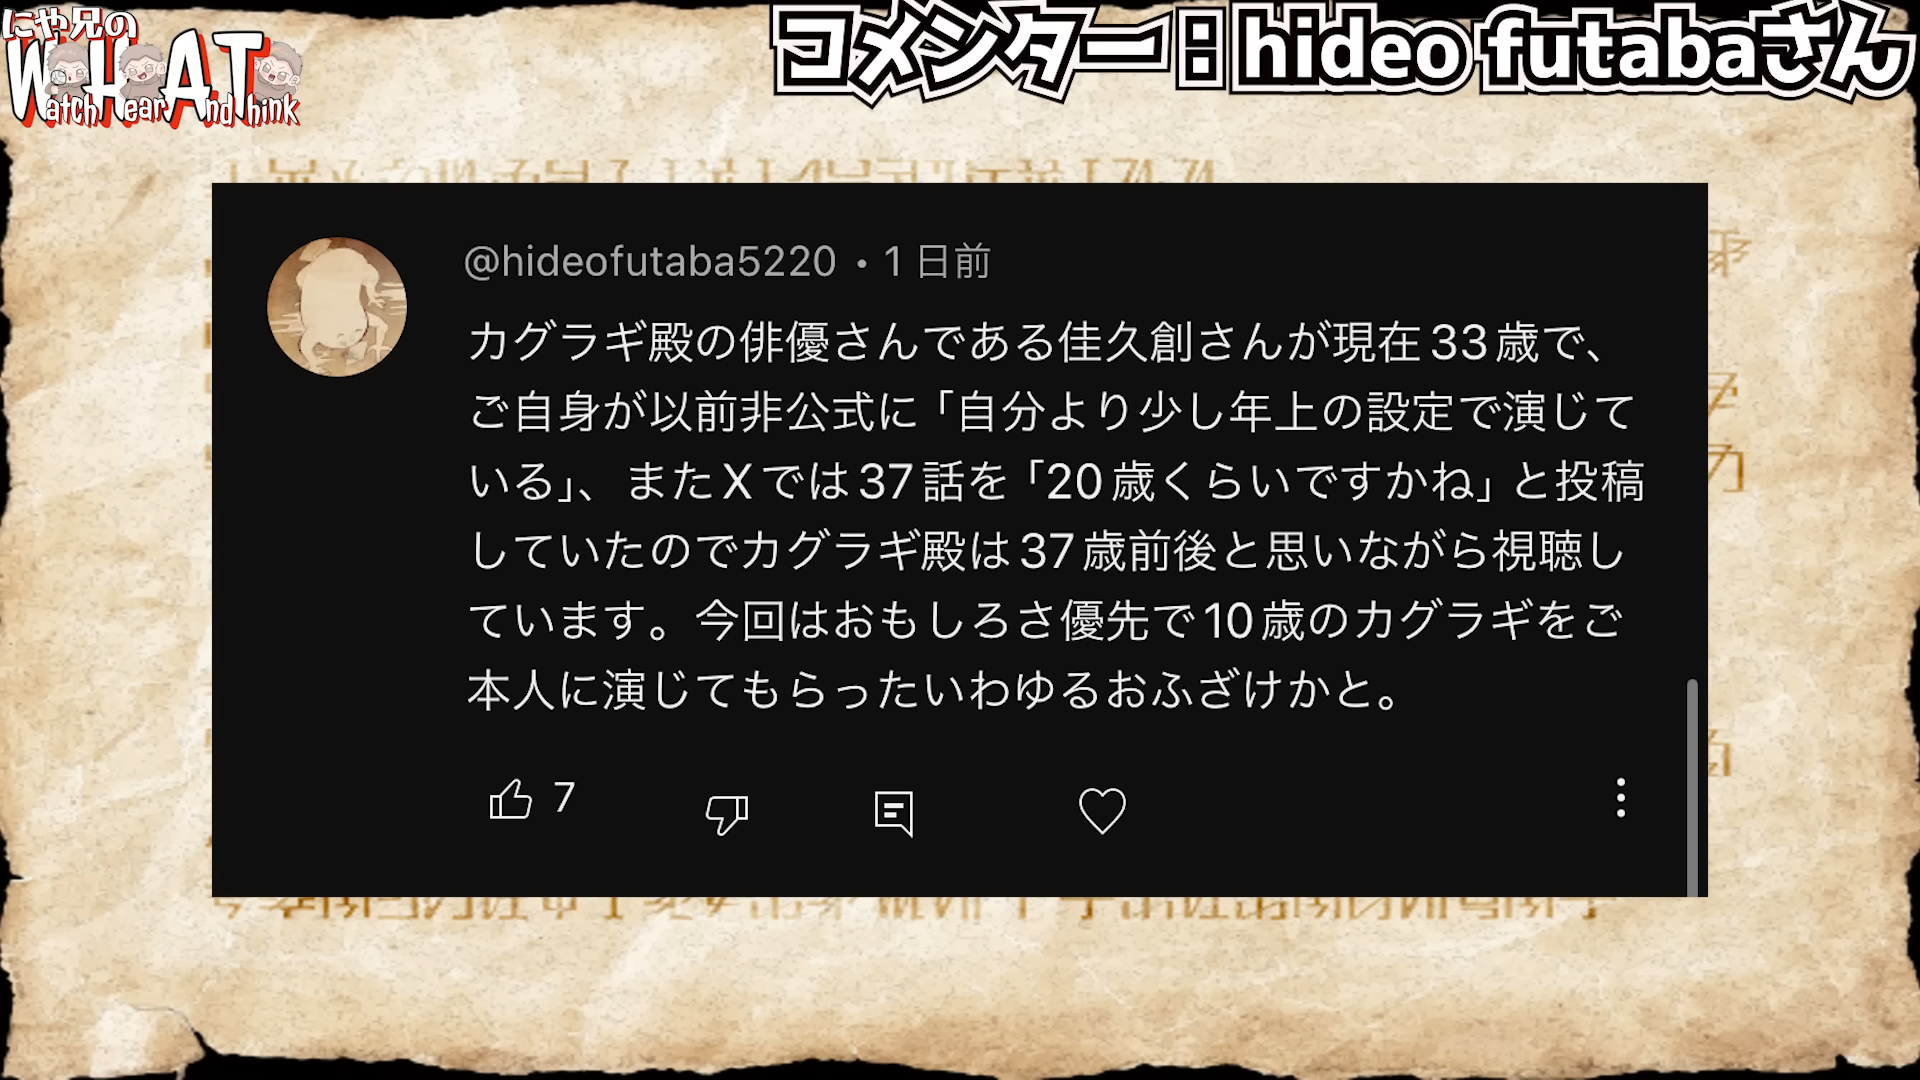 にや兄の
WHAT
Watch Hear And Think
コメンター：hideo futabaさん
@hideofutaba5220・1日前
カグラギ殿の俳優さんである佳久創さんが現在33歳で、
ご自身が以前非公式に「自分より少し年上の設定で演じて
いる」、またXでは37話を「20歳くらいですかね」と投稿
していたのでカグラギ殿は37歳前後と思いながら視聴し
ています。今回はおもしろさ優先で10歳のカグラギをご
本人に演じてもらったいわゆるおふざけかと。
7